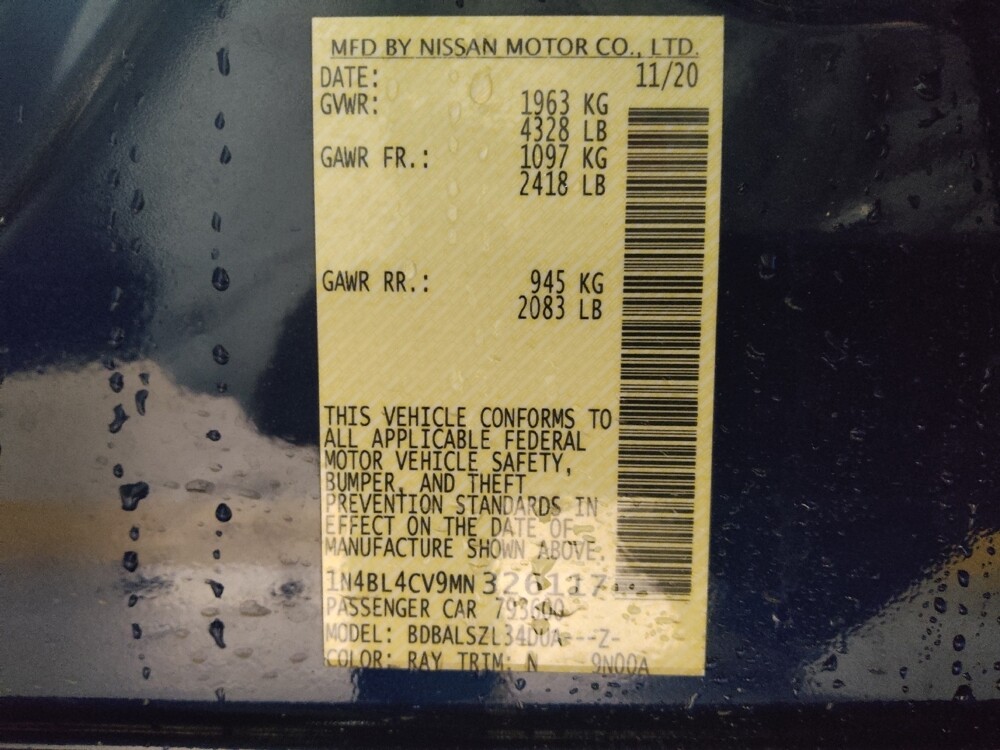 MFD BY NISSAN MOTOR CO., LTD.
DATE: 11/20
GVWR: 1963 KG
4328 LB
GAWR FR.: 1097 KG
2418 LB
GAWR RR.: 945 KG
2083 LB
THIS VEHICLE CONFORMS TO
ALL APPLICABLE FEDERAL
MOTOR VEHICLE SAFETY,
BUMPER, AND THEFT
PREVENTION STANDARDS IN
EFFECT ON THE DATE OF
MANUFACTURE SHOWN ABOVE.
1N4BL4CV9MN326117
PASSENGER CAR 793600
MODEL: BDBALSZL34DUA---Z-
COLOR: RAY TRIM: N 9N00A